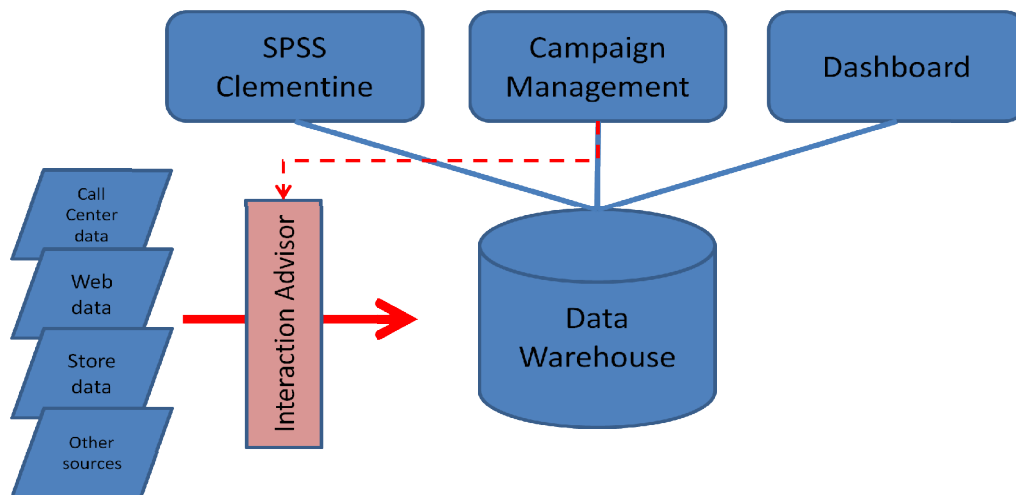 SPSS
Clementine
Campaign
Management
Dashboard
Call
Center
data
Web
data
Store
data
Other
sources
Interaction Advisor
Data
Warehouse